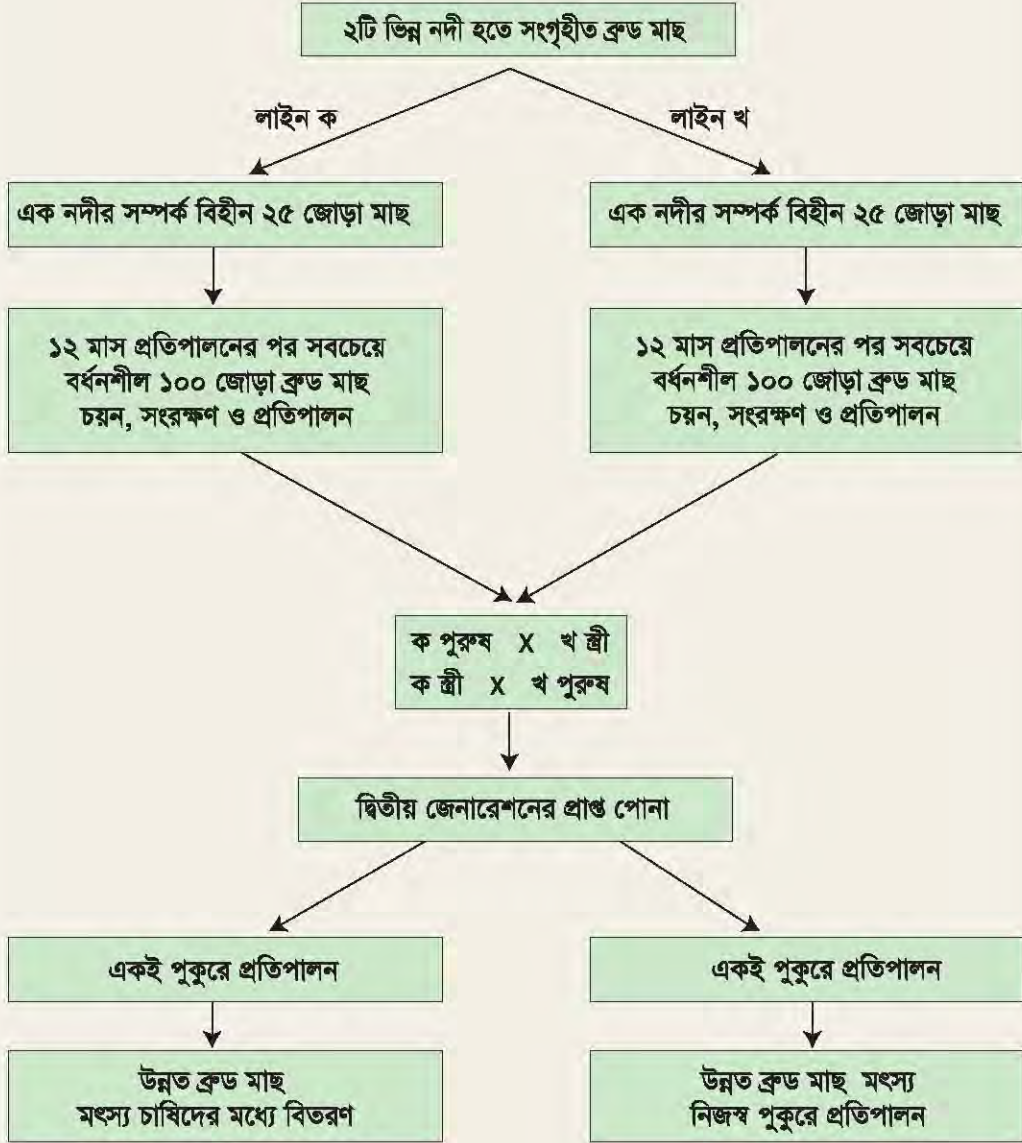 ২টি ভিন্ন নদী হতে সংগৃহীত ব্রুড মাছ
লাইন ক
লাইন খ
এক নদীর সম্পর্ক বিহীন ২৫ জোড়া মাছ
এক নদীর সম্পর্ক বিহীন ২৫ জোড়া মাছ
১২ মাস প্রতিপালনের পর সবচেয়ে
বর্ধনশীল ১০০ জোড়া ব্রুড মাছ
চয়ন, সংরক্ষণ ও প্রতিপালন
১২ মাস প্রতিপালনের পর সবচেয়ে
বর্ধনশীল ১০০ জোড়া ব্রুড মাছ
চয়ন, সংরক্ষণ ও প্রতিপালন
ক পুরুষ X খ স্ত্রী
ক স্ত্রী X খ পুরুষ
দ্বিতীয় জেনারেশনের প্রাপ্ত পোনা
একই পুকুরে প্রতিপালন
একই পুকুরে প্রতিপালন
উন্নত ব্রুড মাছ
মৎস্য চাষিদের মধ্যে বিতরণ
উন্নত ব্রুড মাছ মৎস্য
নিজস্ব পুকুরে প্রতিপালন